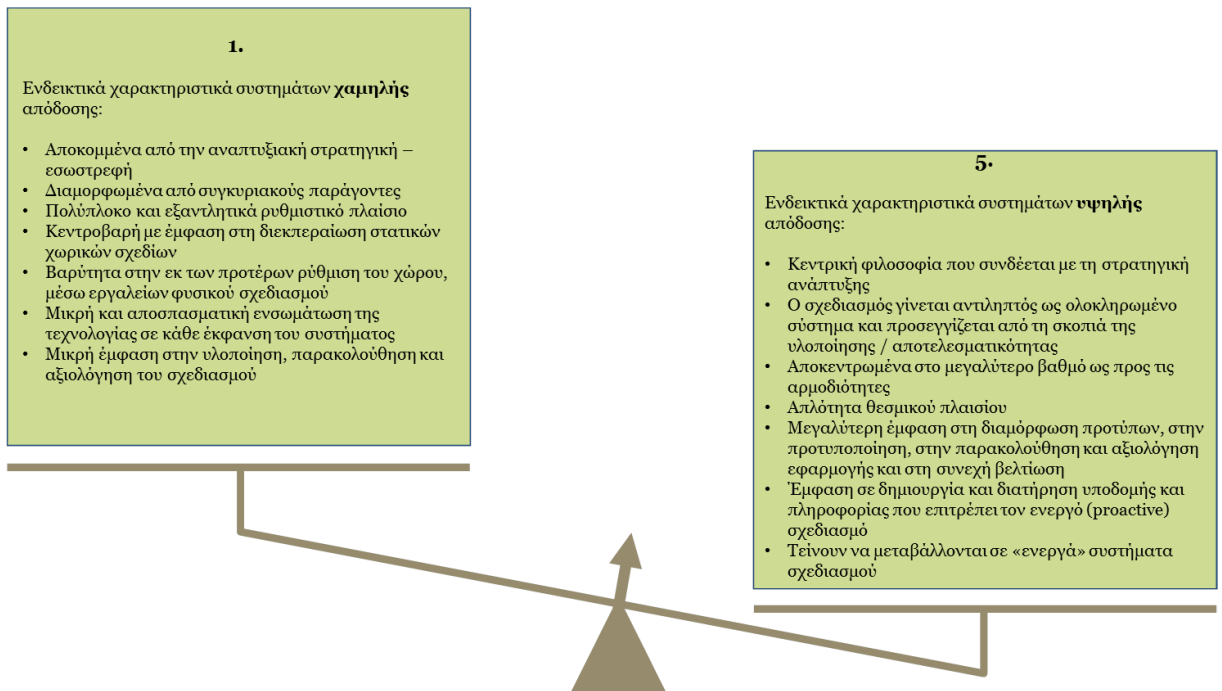 1.
Ενδεικτικά χαρακτηριστικά συστημάτων χαμηλής
απόδοσης:
• Αποκομμένα από την αναπτυξιακή στρατηγική –
εσωστρεφή
• Διαμορφωμένα από συγκυριακούς παράγοντες
• Πολύπλοκο και εξαντλητικά ρυθμιστικό πλαίσιο
• Κεντροβαρή με έμφαση στη διεκπεραίωση στατικών
χωρικών σχεδίων
• Βαρύτητα στην εκ των προτέρων ρύθμιση του χώρου,
μέσω εργαλείων φυσικού σχεδιασμού
• Μικρή και αποσπασματική ενσωμάτωση της
τεχνολογίας σε κάθε έκφανση του συστήματος
• Μικρή έμφαση στην υλοποίηση, παρακολούθηση και
αξιολόγηση του σχεδιασμού
5.
Ενδεικτικά χαρακτηριστικά συστημάτων υψηλής
απόδοσης:
• Κεντρική φιλοσοφία που συνδέεται με τη στρατηγική
ανάπτυξης
• Ο σχεδιασμός γίνεται αντιληπτός ως ολοκληρωμένο
σύστημα και προσεγγίζεται από τη σκοπιά της
υλοποίησης / αποτελεσματικότητας
• Αποκεντρωμένα στο μεγαλύτερο βαθμό ως προς τις
αρμοδιότητες
• Απλότητα θεσμικού πλαισίου
• Μεγαλύτερη έμφαση στη διαμόρφωση προτύπων, στην
προτυποποίηση, στην παρακολούθηση και αξιολόγηση
εφαρμογής και στη συνεχή βελτίωση
• Έμφαση σε δημιουργία και διατήρηση υποδομής και
πληροφορίας που επιτρέπει τον ενεργό (proactive)
σχεδιασμό
• Τείνουν να μεταβάλλονται σε «ενεργά» συστήματα
σχεδιασμού